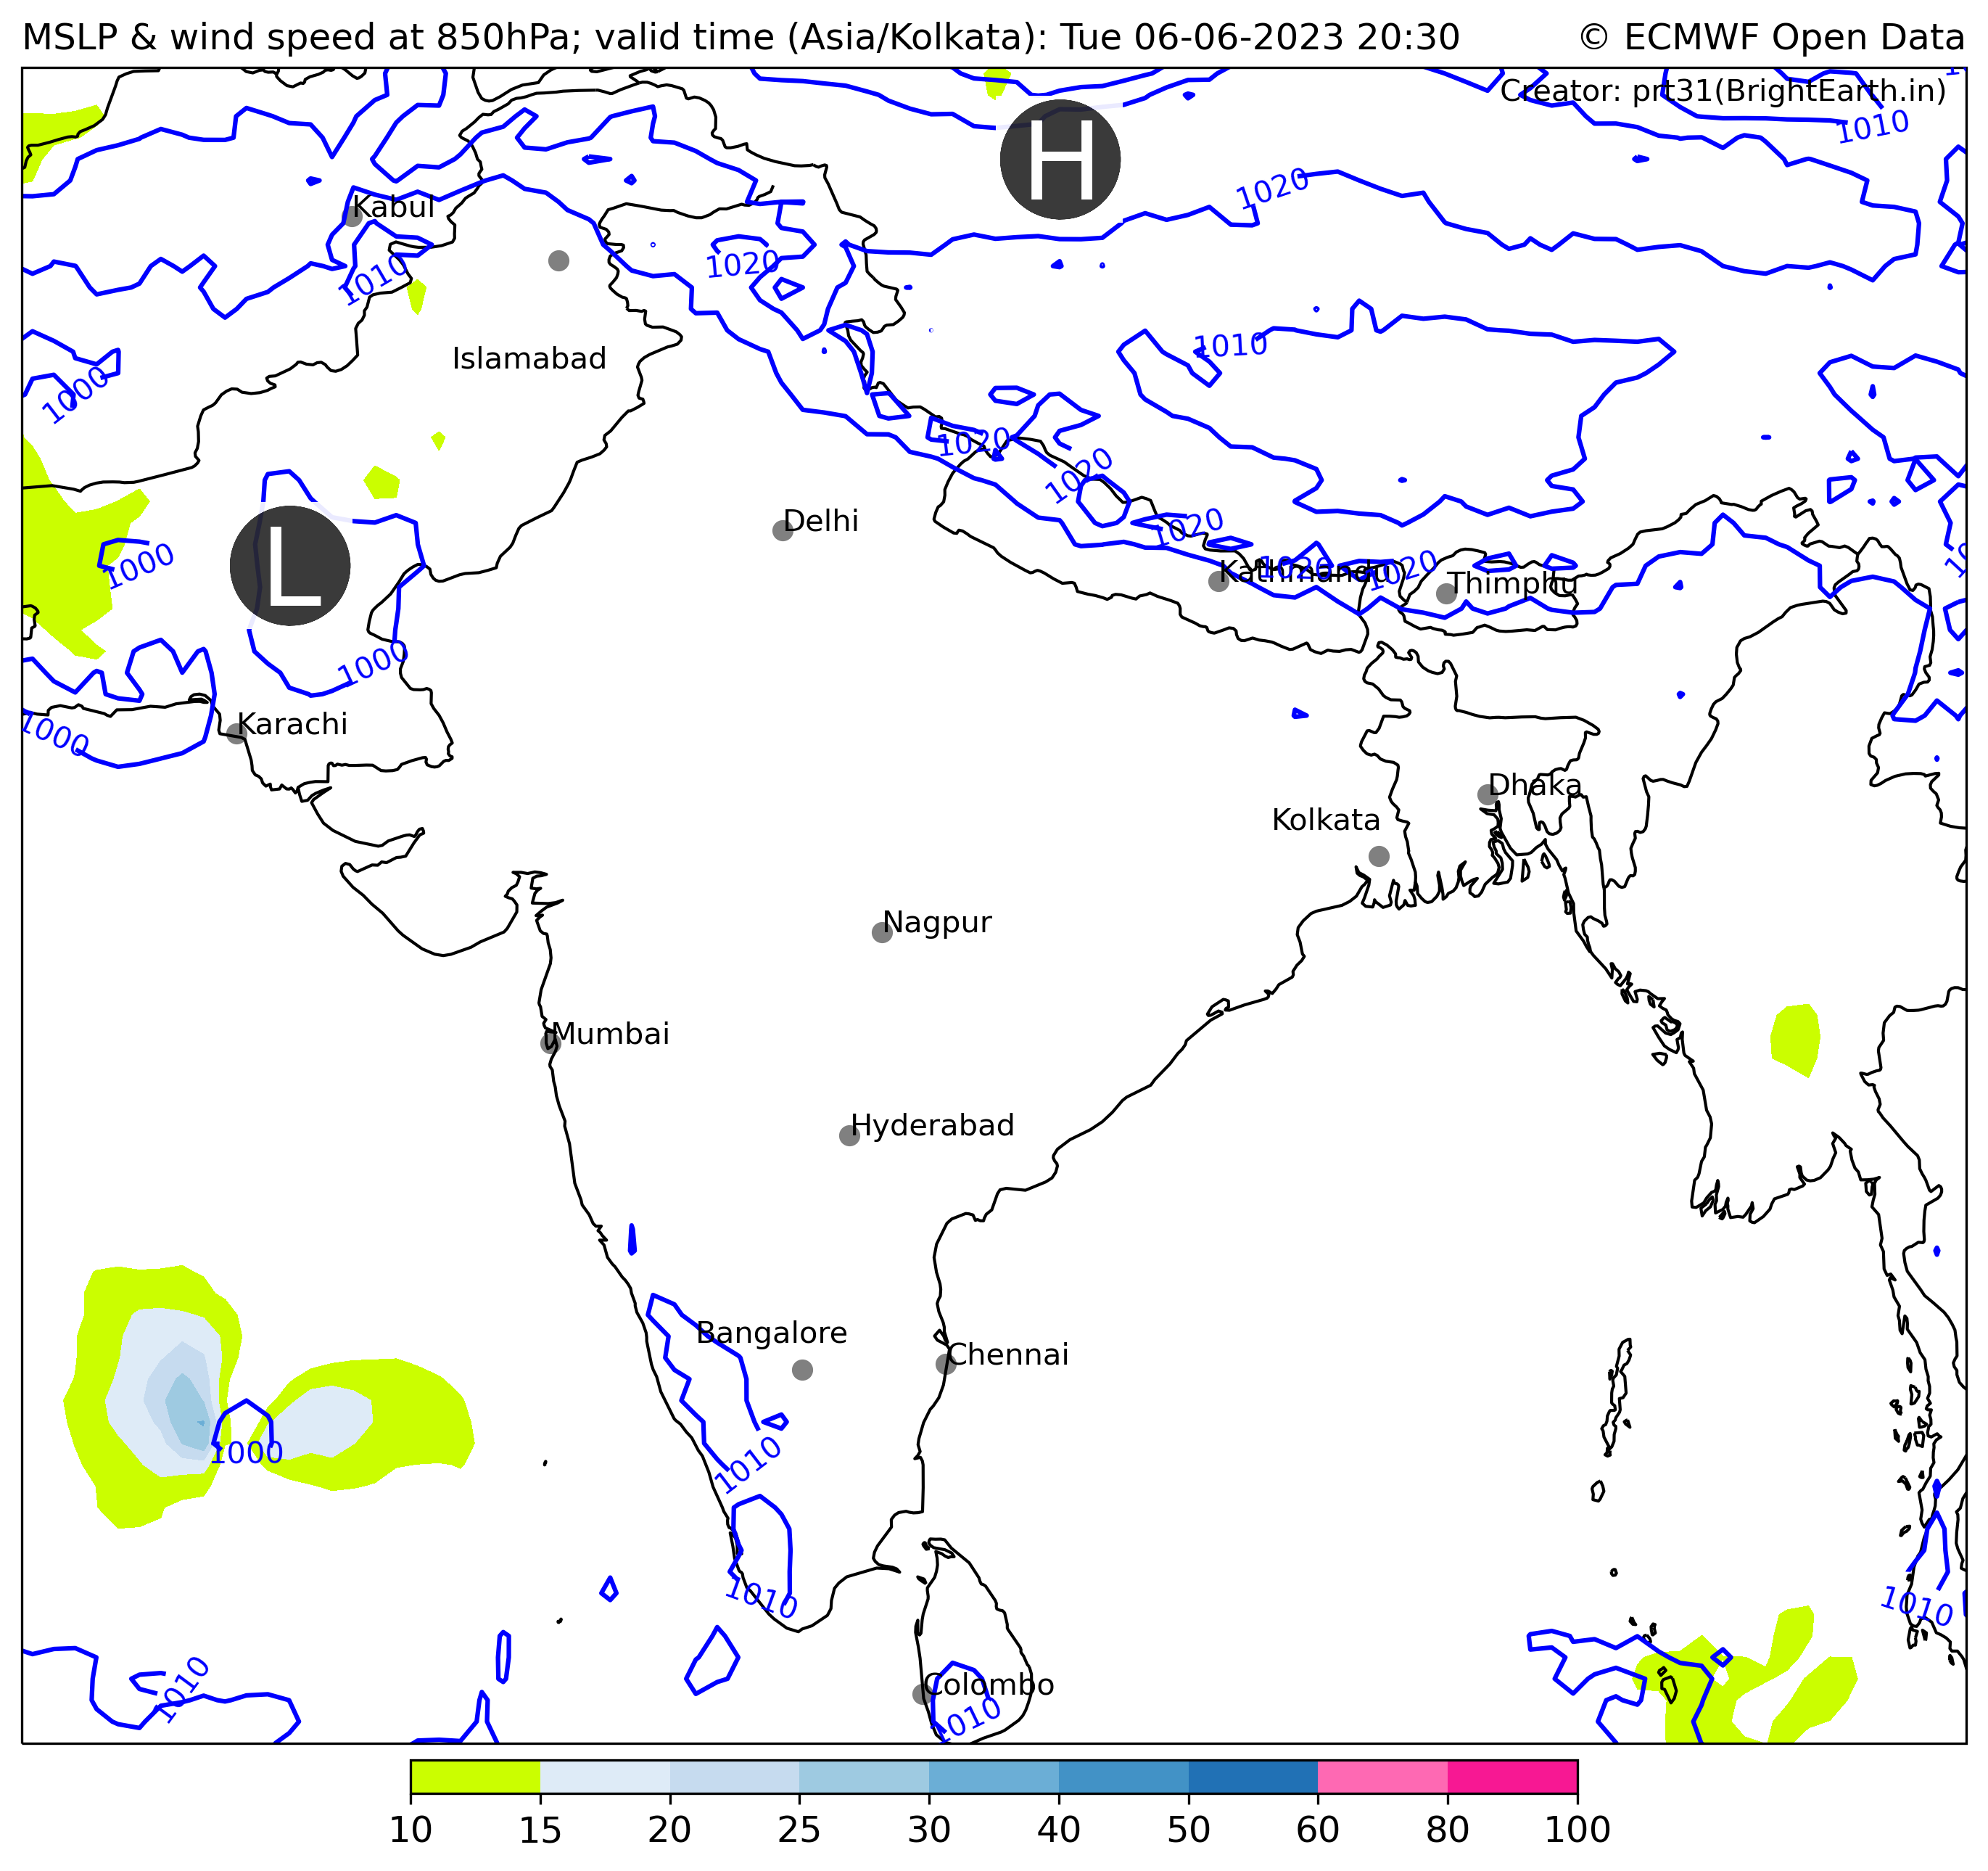 MSLP & wind speed at 850hPa; valid time (Asia/Kolkata): Tue 06-06-2023 20:30
© ECMWF Open Data
Creator: prt31(BrightEarth.in)
1010
H
1020
Kabul
1010
1020
Islamabad
1010
1000
1020
1020
Delhi
1020
1000
L
Kathmandu
1020
1020
Thimphu
1000
Karachi
1000
Dhaka
Kolkata
Nagpur
Mumbai
Hyderabad
Bangalore
Chennai
1000
1010
1010
1010
1010
Colombo
1010
10 15 20 25 30 40 50 60 80 100